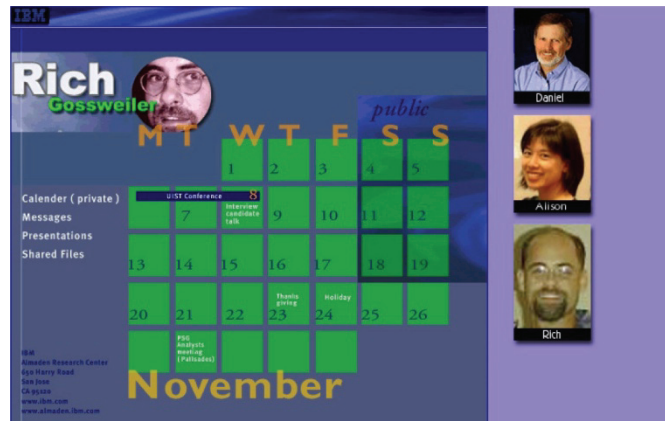 IBM
Rich
Gossweiler
public
M T W T F S S
1 2 3 4 5
UIST Conference 8
7 Interview candidate talk 9 10 11 12
13 14 15 16 17 18 19
Thanks giving Holiday
20 21 22 23 24 25 26
PSG
Analysts
meeting
(Palisades)
November
Calender ( private )
Messages
Presentations
Shared Files
IBM
Almaden Research Center
650 Harry Road
San Jose
CA 95120
www.ibm.com
www.almaden.ibm.com
Daniel
Alison
Rich